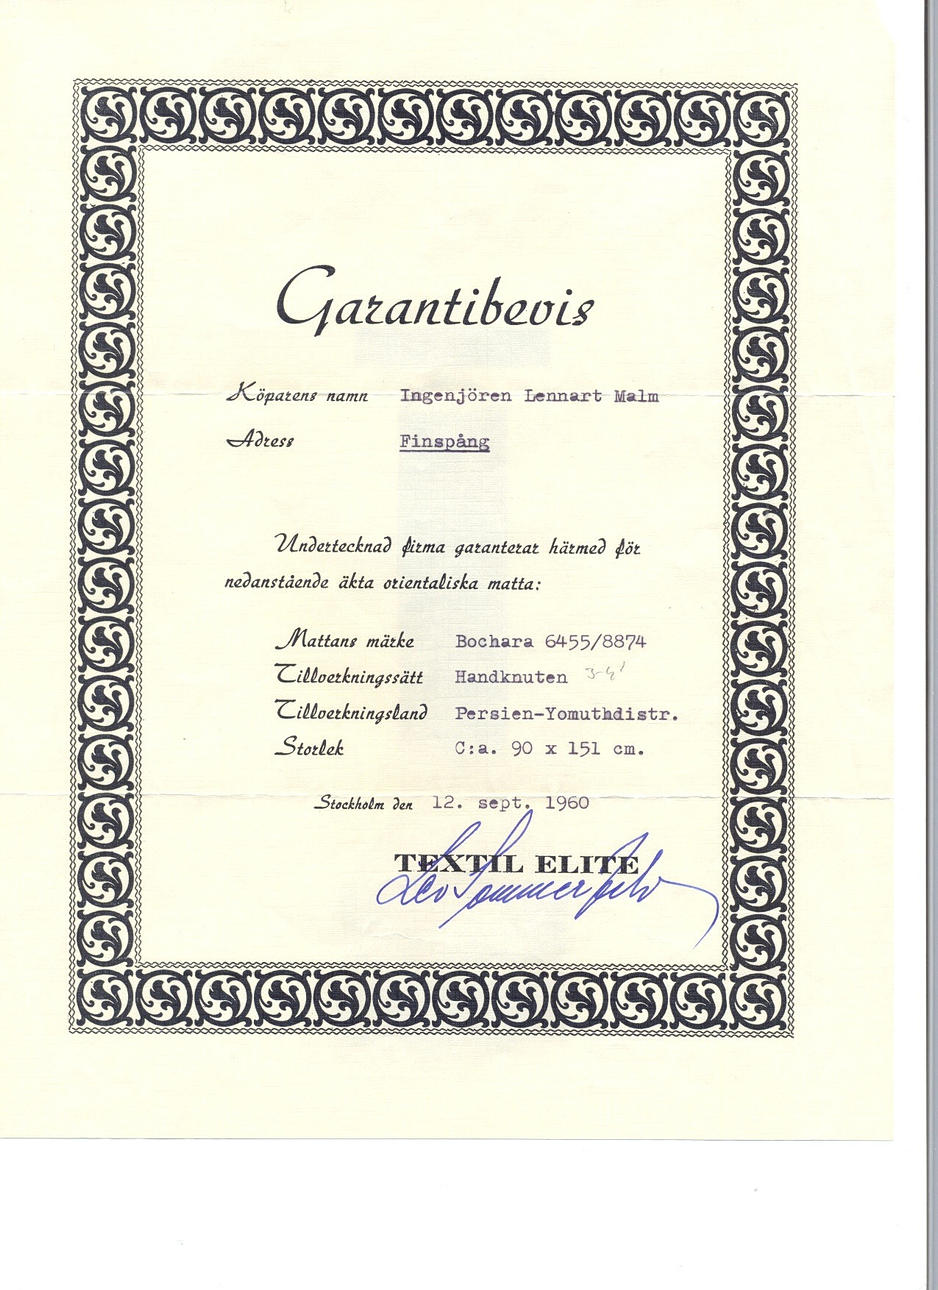 Garantibevis
Köparens namn Ingenjören Lennart Malm
Adress Finspång
Undertecknad firma garanterar härmed för
nedanstående äkta orientaliska matta:
Mattans märke Bochara 6455/8874
Tillverkningssätt Handknuten
Tillverkningsland Persien-Yomuthdistr.
Storlek C:a. 90 x 151 cm.
Stockholm den 12. sept. 1960
TEXTIL ELITE